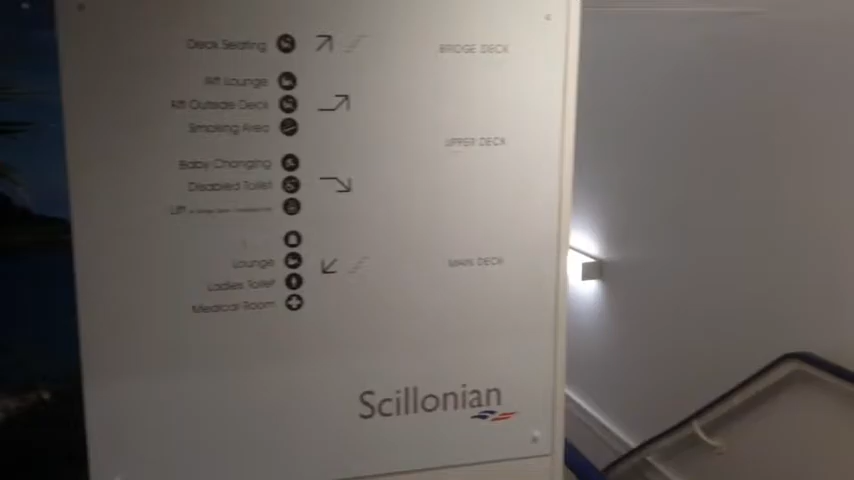 Deck Seating
BRIDGE DECK
Aft Lounge
Aft Outside Deck
Smoking Area
UPPER DECK
Baby Changing
Disabled Toilet
Lift
Lounge
MAIN DECK
Ladies Toilet
Medical Room
Scillonian